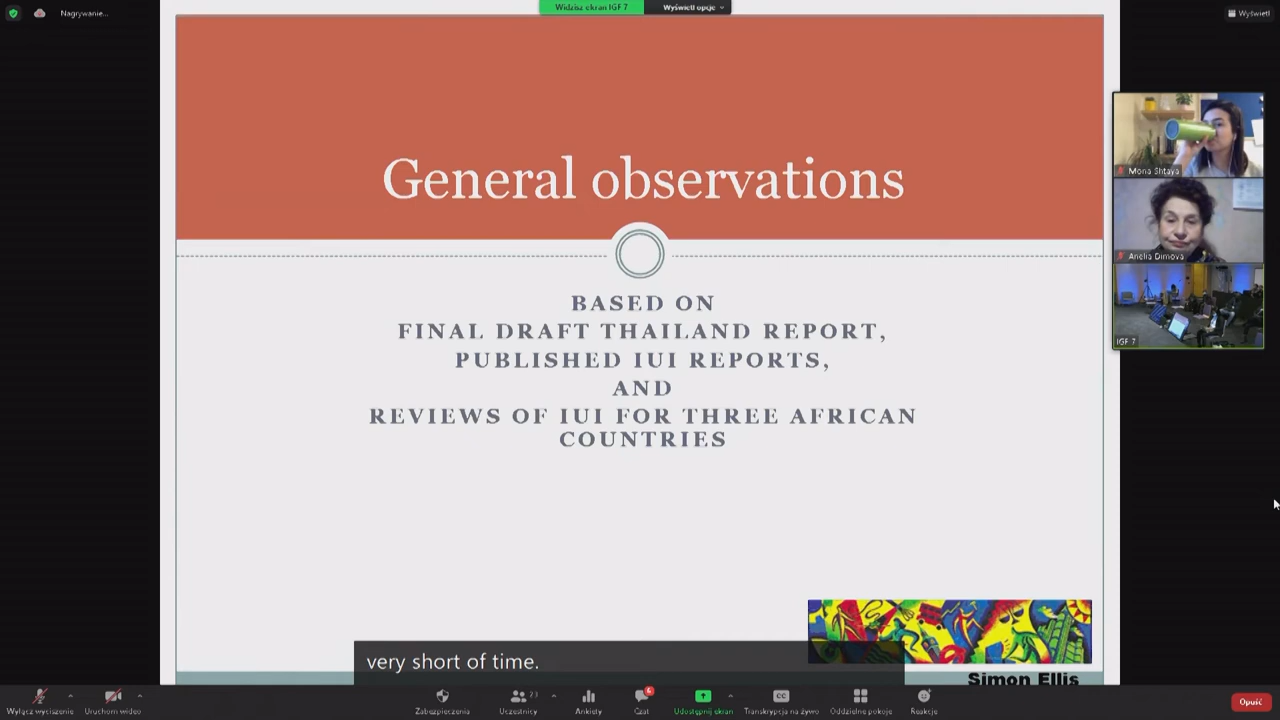 Nagrywanie...
Widzisz ekran IGF 7
Wyświetl opcje
Wyświetl
General observations
BASED ON
FINAL DRAFT THAILAND REPORT,
PUBLISHED IUI REPORTS,
AND
REVIEWS OF IUI FOR THREE AFRICAN
COUNTRIES
Mona Shtaya
Anelia Dimova
IGF 7
very short of time.
Simon Ellis
Wyłącz wyciszenie
Uruchom wideo
Zabezpieczenia
Uczestnicy
Ankiety
6
Czat
Udostępnij ekran
Transkrypcja na żywo
Oddzielne pokoje
Reakcje
Opuść